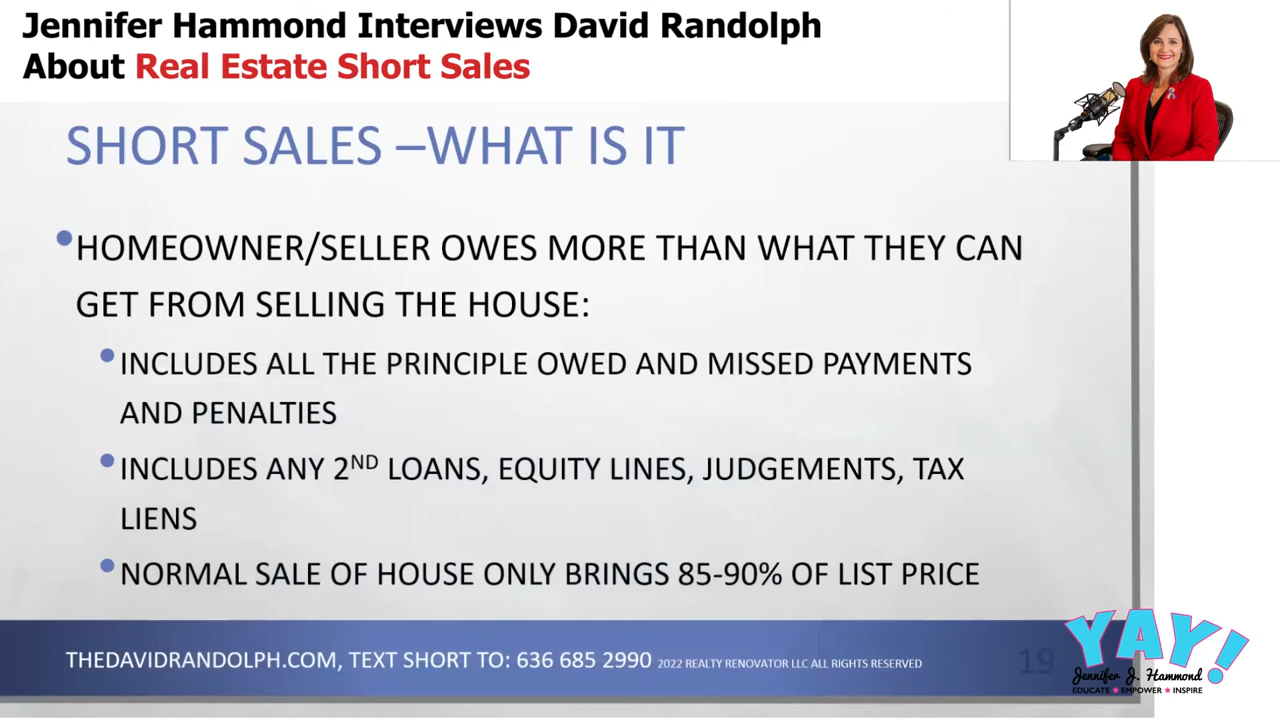 Jennifer Hammond Interviews David Randolph
About Real Estate Short Sales
SHORT SALES –WHAT IS IT
•HOMEOWNER/SELLER OWES MORE THAN WHAT THEY CAN
GET FROM SELLING THE HOUSE:
•INCLUDES ALL THE PRINCIPLE OWED AND MISSED PAYMENTS
AND PENALTIES
•INCLUDES ANY 2ND LOANS, EQUITY LINES, JUDGEMENTS, TAX
LIENS
•NORMAL SALE OF HOUSE ONLY BRINGS 85-90% OF LIST PRICE
THEDAVIDRANDOLPH.COM, TEXT SHORT TO: 636 685 2990 2022 REALTY RENOVATOR LLC ALL RIGHTS RESERVED
19
YAY!
Jennifer J. Hammond
EDUCATE ★ EMPOWER ★ INSPIRE